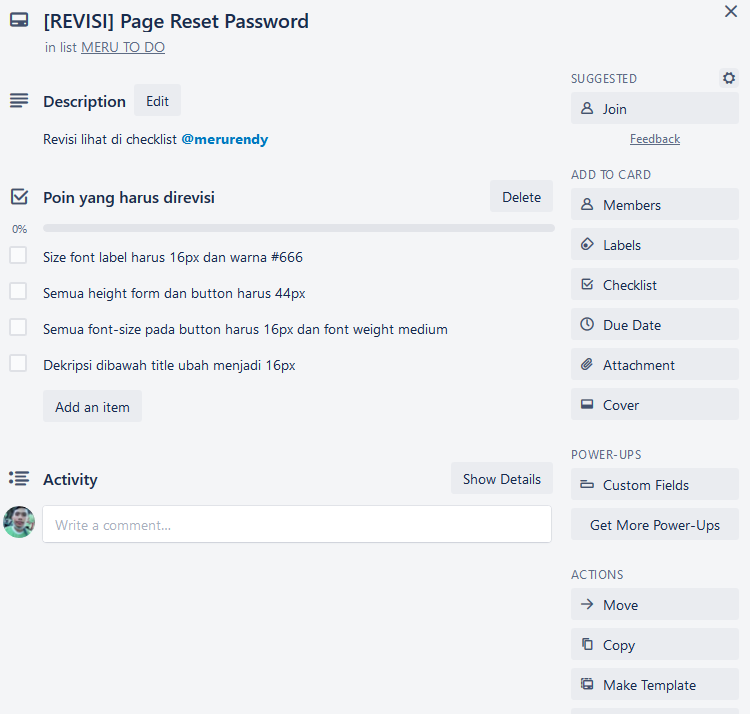 [REVISI] Page Reset Password
in list MERU TO DO
Description
Edit
Revisi lihat di checklist @merurendy
Poin yang harus direvisi
Delete
0%
Size font label harus 16px dan warna #666
Semua height form dan button harus 44px
Semua font-size pada button harus 16px dan font weight medium
Dekripsi dibawah title ubah menjadi 16px
Add an item
Activity
Show Details
Write a comment…
SUGGESTED
Join
Feedback
ADD TO CARD
Members
Labels
Checklist
Due Date
Attachment
Cover
POWER-UPS
Custom Fields
Get More Power-Ups
ACTIONS
Move
Copy
Make Template